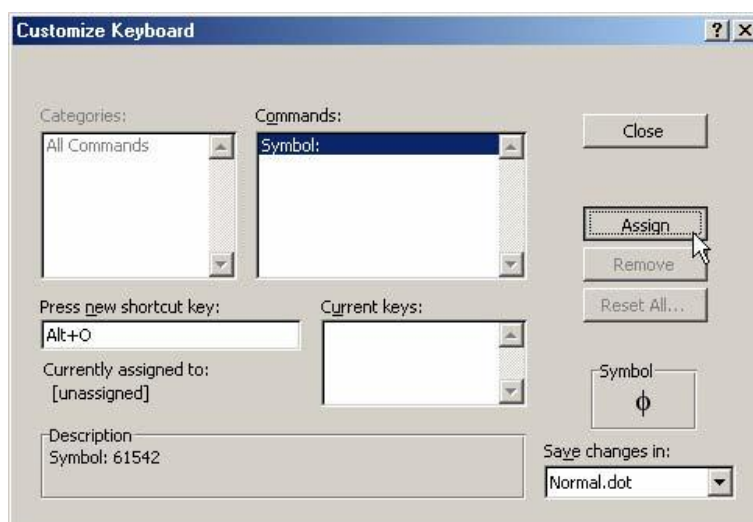 Customize Keyboard
Categories:
Commands:
All Commands
Symbol:
Close
Assign
Remove
Reset All...
Press new shortcut key:
Current keys:
Alt+O
Currently assigned to:
[unassigned]
Symbol
ϕ
Description
Symbol: 61542
Save changes in:
Normal.dot